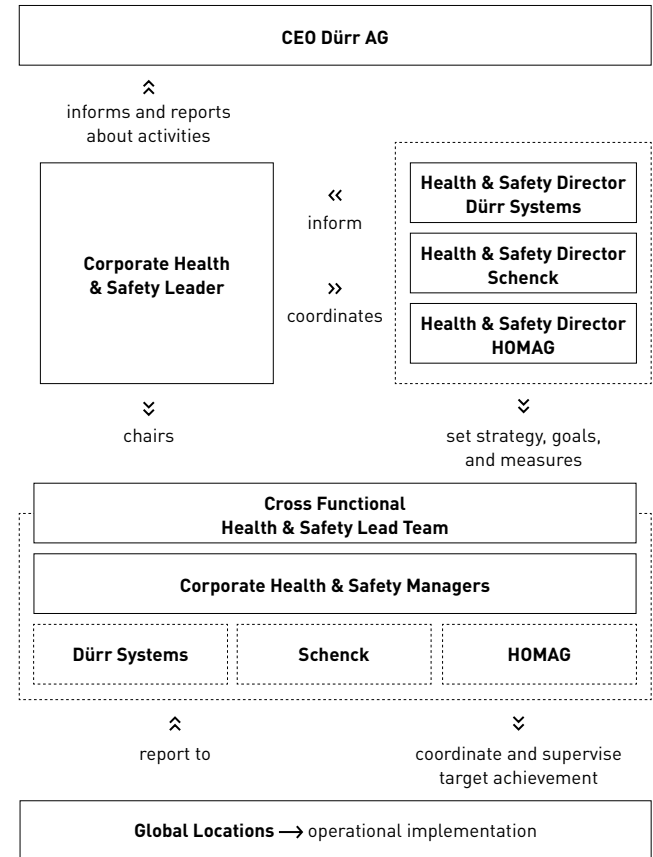 CEO Dürr AG
informs and reports
about activities
Corporate Health
& Safety Leader
inform
coordinates
Health & Safety Director
Dürr Systems
Health & Safety Director
Schenck
Health & Safety Director
HOMAG
chairs
set strategy, goals,
and measures
Cross Functional
Health & Safety Lead Team
Corporate Health & Safety Managers
Dürr Systems
Schenck
HOMAG
report to
coordinate and supervise
target achievement
Global Locations → operational implementation